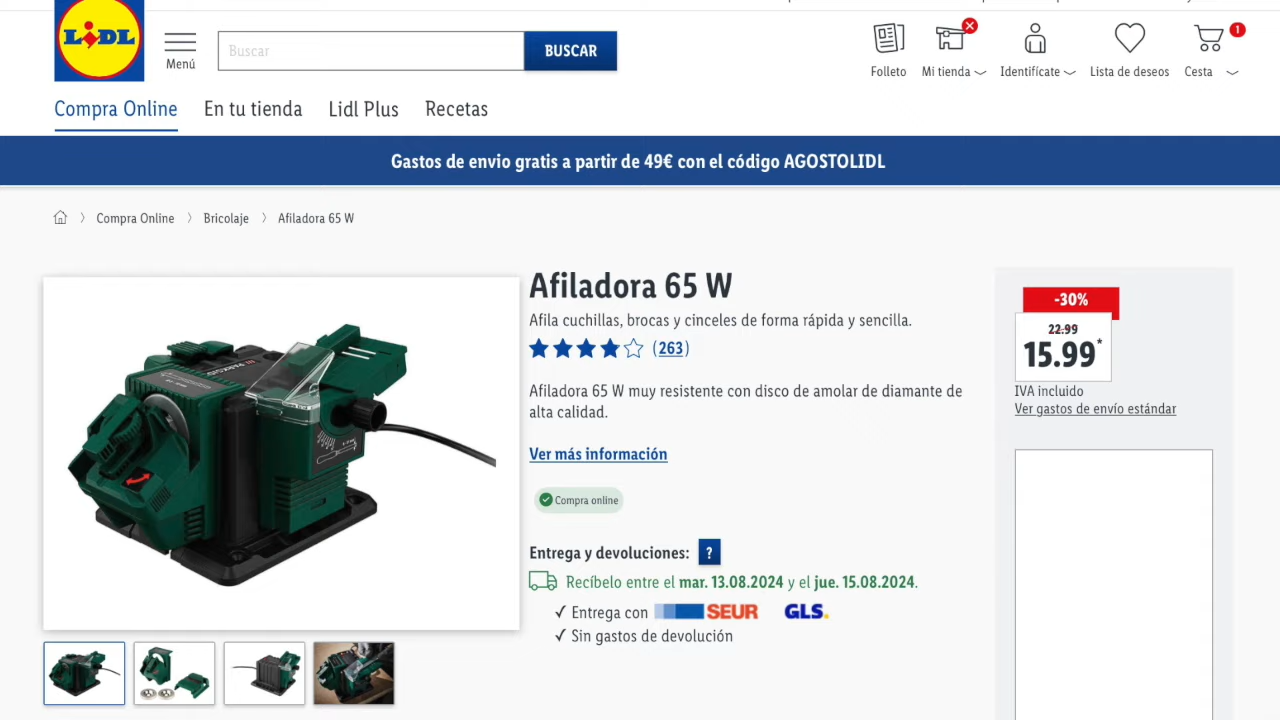 LIDL
Menú
Buscar
BUSCAR
Folleto
Mi tienda
Identifícate
Lista de deseos
Cesta
1
Compra Online
En tu tienda
Lidl Plus
Recetas
Gastos de envio gratis a partir de 49€ con el código AGOSTOLIDL
Compra Online
Bricolaje
Afiladora 65 W
Afiladora 65 W
Afila cuchillas, brocas y cinceles de forma rápida y sencilla.
(263)
Afiladora 65 W muy resistente con disco de amolar de diamante de
alta calidad.
Ver más información
Compra online
Entrega y devoluciones: ?
Recíbelo entre el mar. 13.08.2024 y el jue. 15.08.2024.
✓ Entrega con SEUR GLS.
✓ Sin gastos de devolución
-30%
22.99
15.99*
IVA incluido
Ver gastos de envío estándar
PARKSIDE